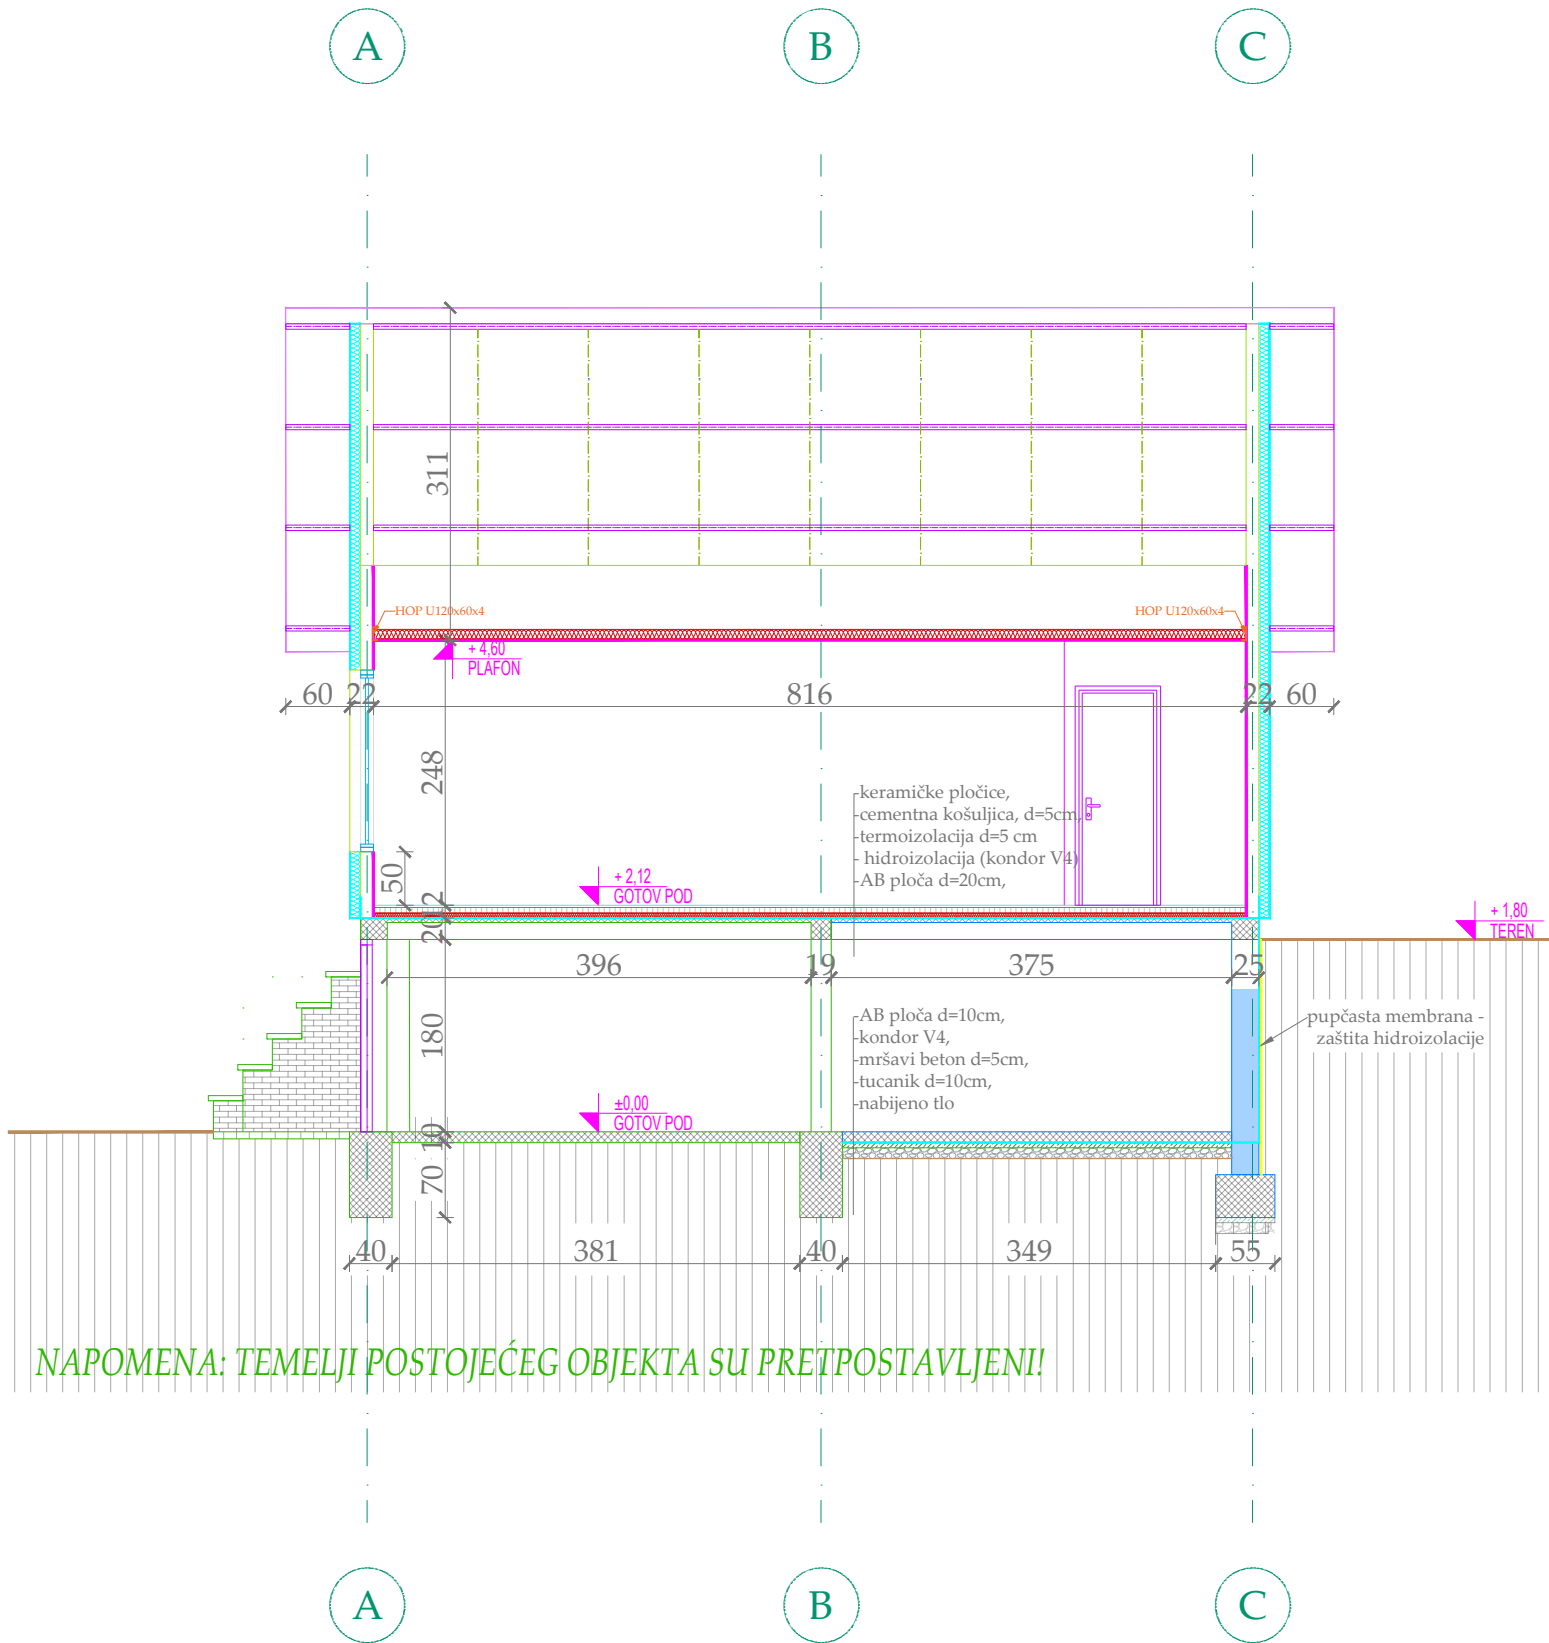 A
B
C
311
HOP U120x60x4
HOP U120x60x4
+ 4,60
PLAFON
60
22
816
22
60
248
-keramičke pločice,
-cementna košuljica, d=5cm,
-termoizolacija d=5 cm
- hidroizolacija (kondor V4)
-AB ploča d=20cm,
50
+ 2,12
GOTOV POD
12
20
+ 1,80
TEREN
396
19
375
25
180
-AB ploča d=10cm,
-kondor V4,
-mršavi beton d=5cm,
-tucanik d=10cm,
-nabijeno tlo
pupčasta membrana -
zaštita hidroizolacije
±0,00
GOTOV POD
10
70
40
381
40
349
55
NAPOMENA: TEMELJI POSTOJEĆEG OBJEKTA SU PRETPOSTAVLJENI!
A
B
C